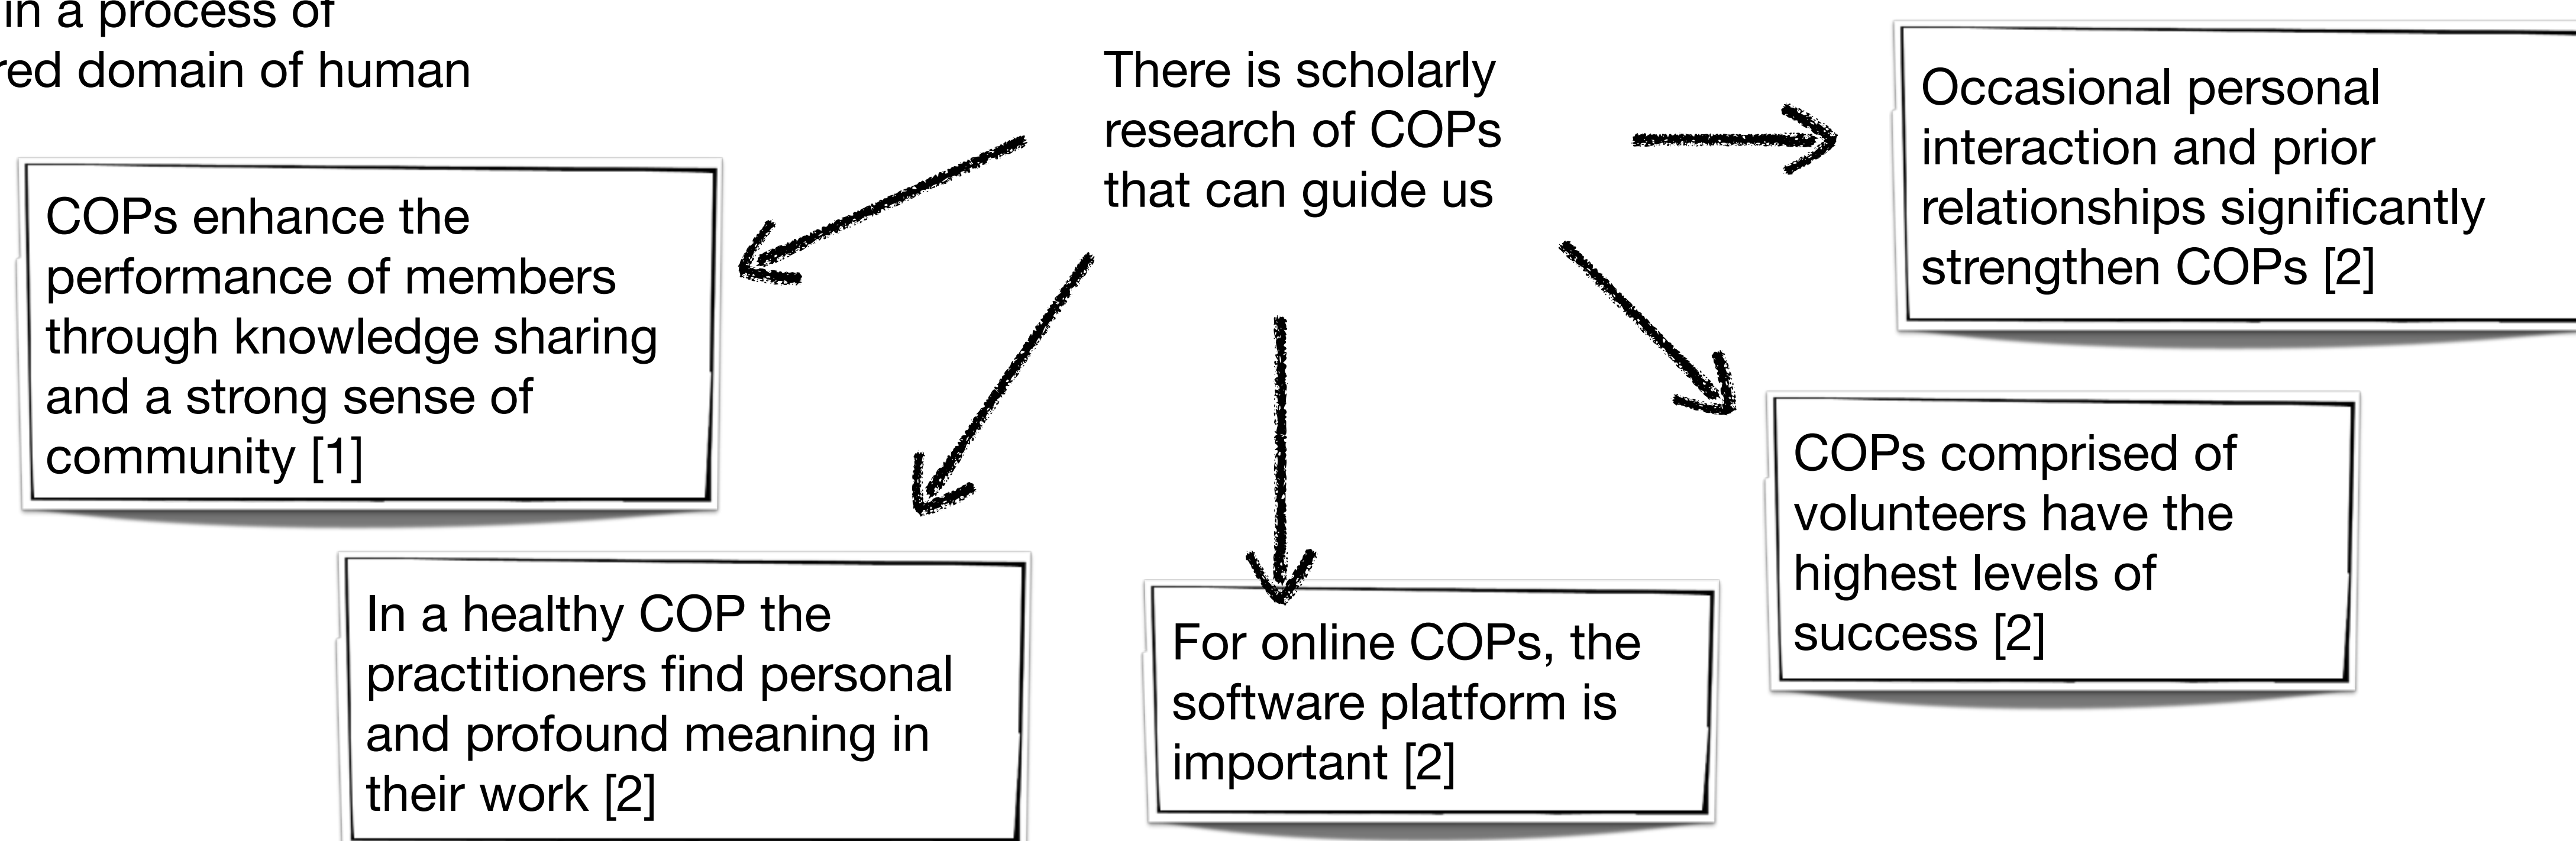 in a process of
red domain of human
There is scholarly
research of COPs
that can guide us
COPs enhance the
performance of members
through knowledge sharing
and a strong sense of
community [1]
In a healthy COP the
practitioners find personal
and profound meaning in
their work [2]
For online COPs, the
software platform is
important [2]
COPs comprised of
volunteers have the
highest levels of
success [2]
Occasional personal
interaction and prior
relationships significantly
strengthen COPs [2]